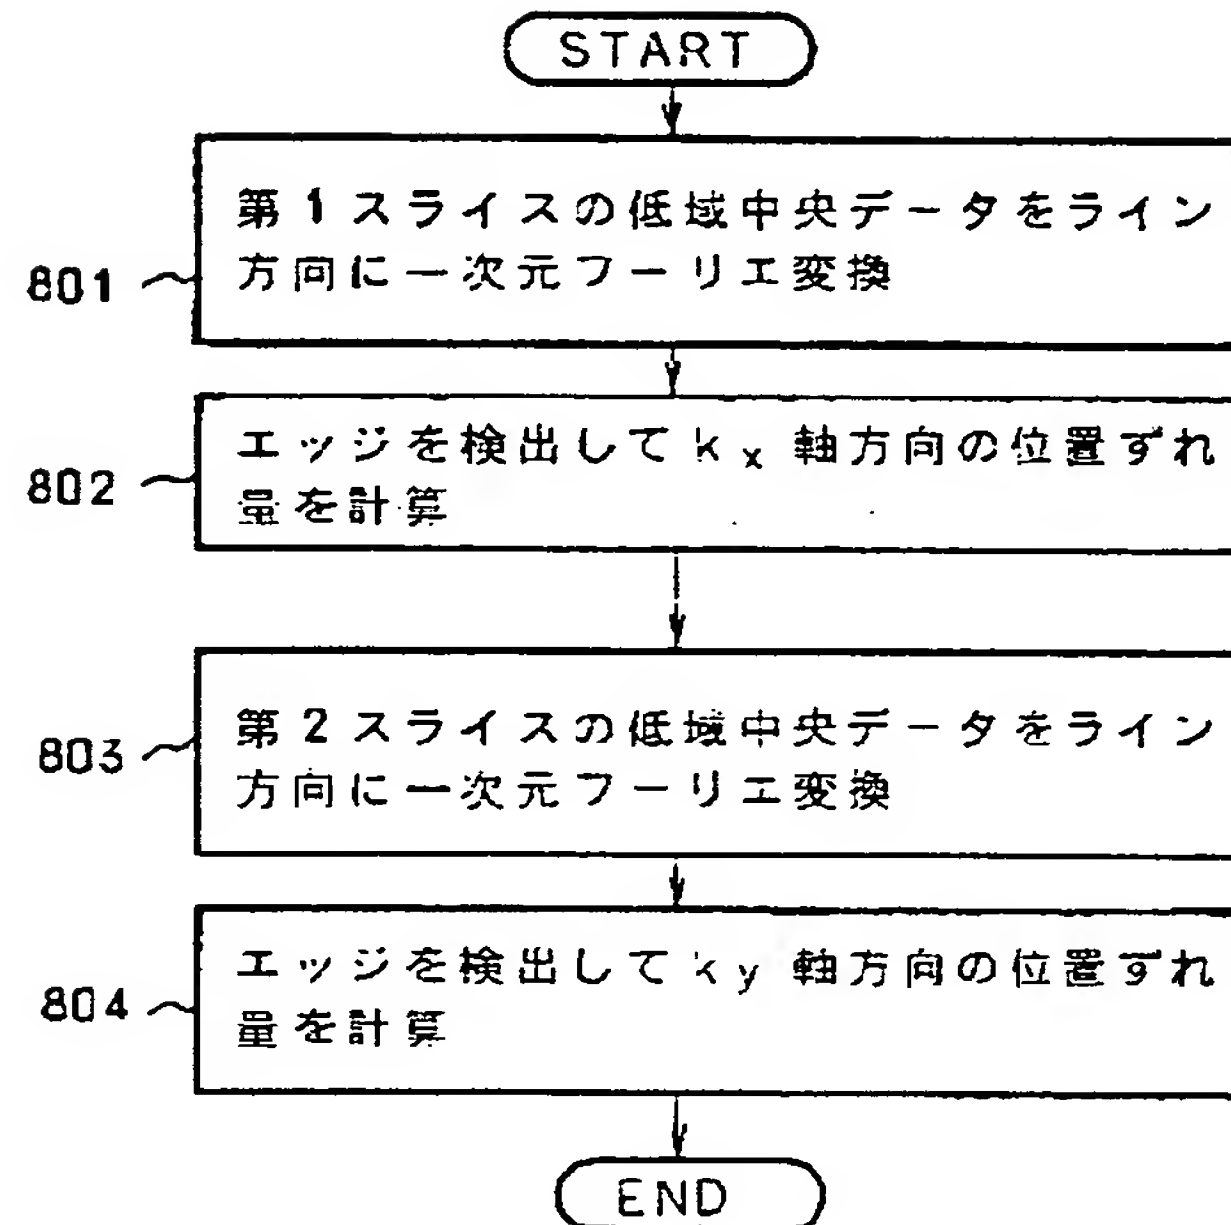 START
第1スライスの低域中央データをライン
方向に一次元フーリエ変換
801
エッジを検出してkx軸方向の位置ずれ
量を計算
802
第2スライスの低域中央データをライン
方向に一次元フーリエ変換
803
エッジを検出してky軸方向の位置ずれ
量を計算
804
END